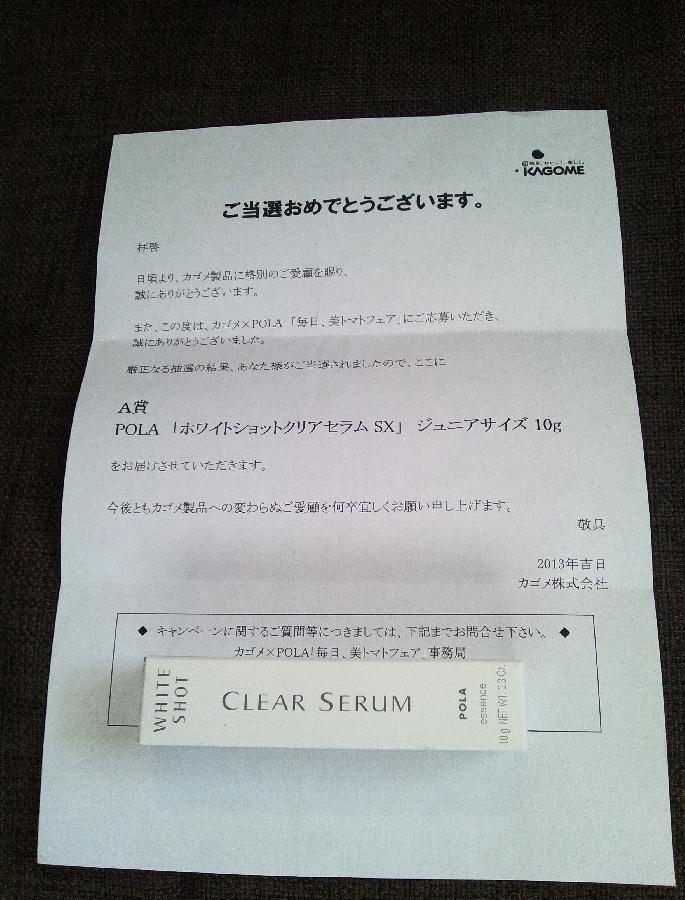 KAGOME
ご当選おめでとうございます。
拝啓
日頃より、カゴメ製品に格別のご愛顧を賜り、
誠にありがとうございます。
また、この度は、カゴメ×POLA「毎日、美トマトフェア」にご応募いただき、
誠にありがとうございました。
厳正なる抽選の結果、あなた様がご当選されましたので、ここに
A賞
POLA 「ホワイトショットクリアセラム SX」 ジュニアサイズ 10g
をお届けさせていただきます。
今後ともカゴメ製品への変わらぬご愛顧を何卒宜しくお願い申し上げます。
敬具
2013年吉日
カゴメ株式会社
◆ キャンペーンに関するご質問等につきましては、下記までお問合せ下さい。 ◆
カゴメ×POLA「毎日、美トマトフェア」事務局
WHITE
SHOT
CLEAR SERUM
POLA
essence
10 g NET WT. 0.3 Oz.